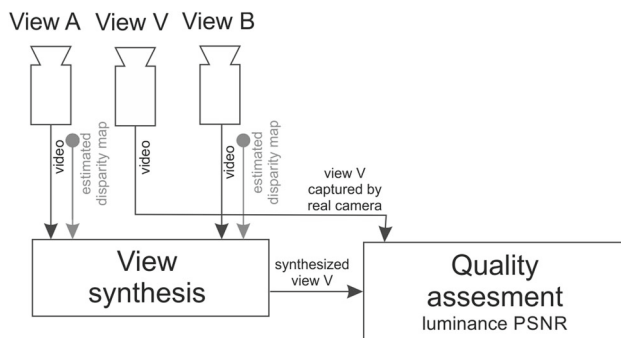 View A View V View B
video
estimated
disparity map
video
video
estimated
disparity map
view V
captured by
real camera
View
synthesis
synthesized
view V
Quality
assesment
luminance PSNR